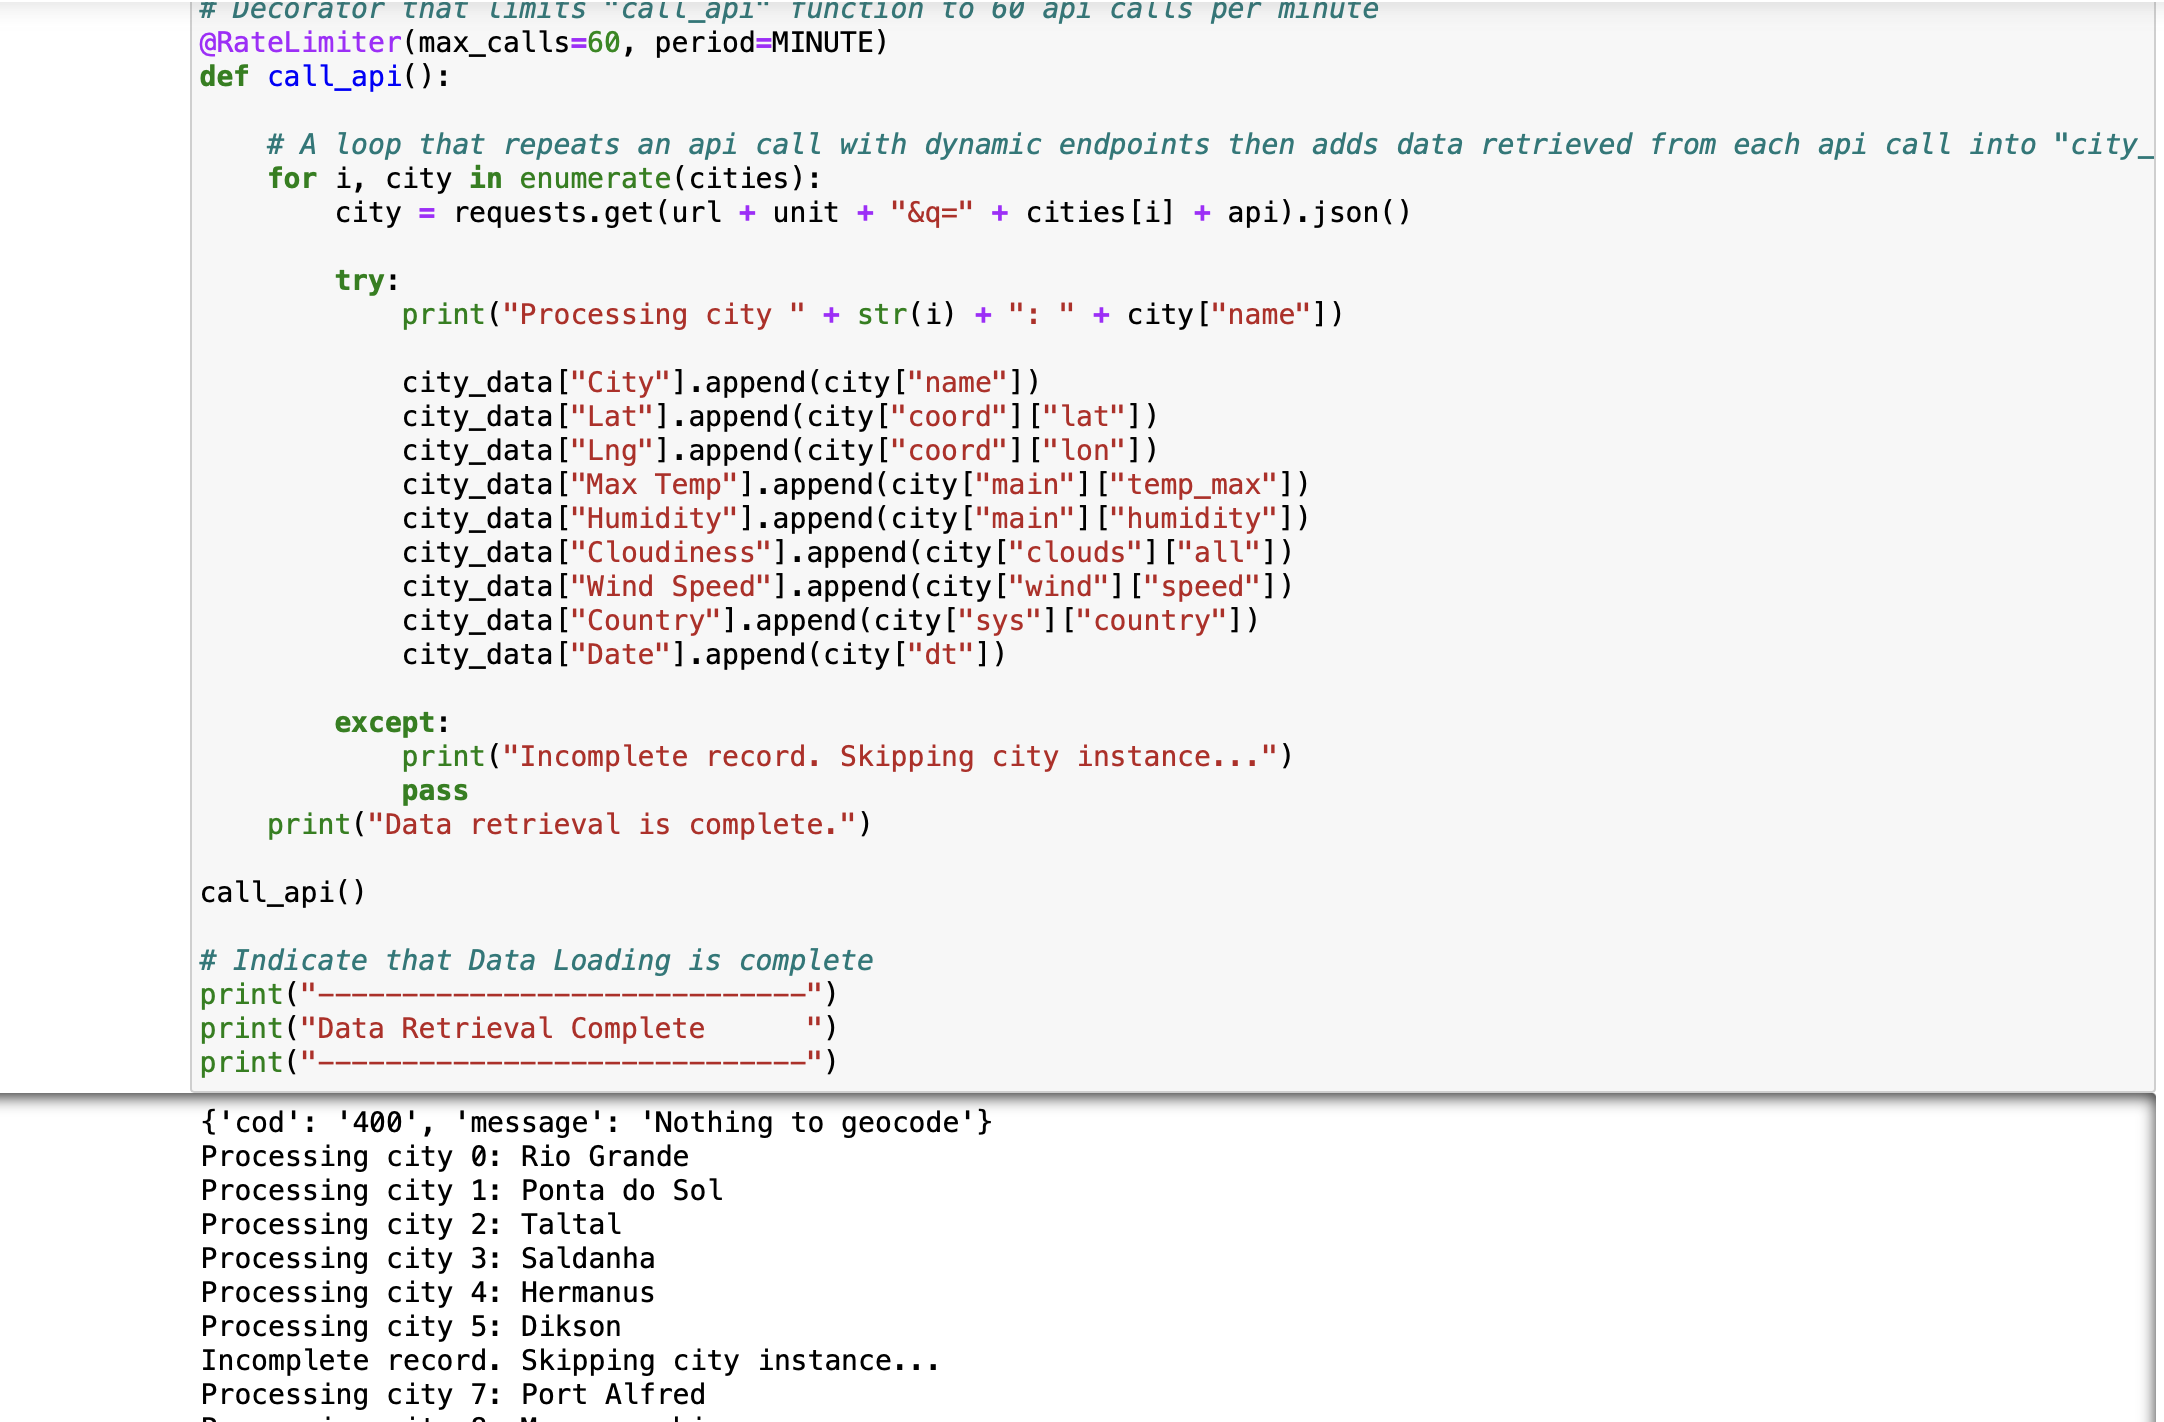 # Decorator that limits "call_api" function to 60 api calls per minute
@RateLimiter(max_calls=60, period=MINUTE)
def call_api():

    # A loop that repeats an api call with dynamic endpoints then adds data retrieved from each api call into "city_
    for i, city in enumerate(cities):
        city = requests.get(url + unit + "&q=" + cities[i] + api).json()

        try:
            print("Processing city " + str(i) + ": " + city["name"])

            city_data["City"].append(city["name"])
            city_data["Lat"].append(city["coord"]["lat"])
            city_data["Lng"].append(city["coord"]["lon"])
            city_data["Max Temp"].append(city["main"]["temp_max"])
            city_data["Humidity"].append(city["main"]["humidity"])
            city_data["Cloudiness"].append(city["clouds"]["all"])
            city_data["Wind Speed"].append(city["wind"]["speed"])
            city_data["Country"].append(city["sys"]["country"])
            city_data["Date"].append(city["dt"])

        except:
            print("Incomplete record. Skipping city instance...")
            pass
    print("Data retrieval is complete.")

call_api()

# Indicate that Data Loading is complete
print("-----------------------------")
print("Data Retrieval Complete      ")
print("-----------------------------")
{'cod': '400', 'message': 'Nothing to geocode'}
Processing city 0: Rio Grande
Processing city 1: Ponta do Sol
Processing city 2: Taltal
Processing city 3: Saldanha
Processing city 4: Hermanus
Processing city 5: Dikson
Incomplete record. Skipping city instance...
Processing city 7: Port Alfred